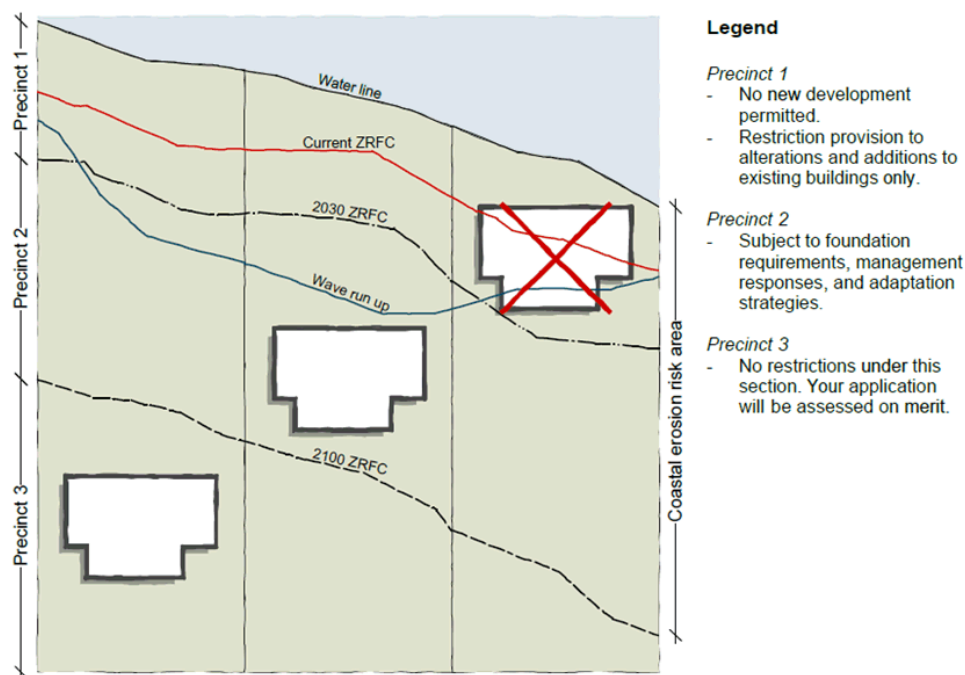 Precinct 1
Precinct 2
Precinct 3
Water line
Current ZRFC
2030 ZRFC
Wave run up
2100 ZRFC
Coastal erosion risk area
Legend
Precinct 1
- No new development
permitted.
- Restriction provision to
alterations and additions to
existing buildings only.
Precinct 2
- Subject to foundation
requirements, management
responses, and adaptation
strategies.
Precinct 3
- No restrictions under this
section. Your application
will be assessed on merit.